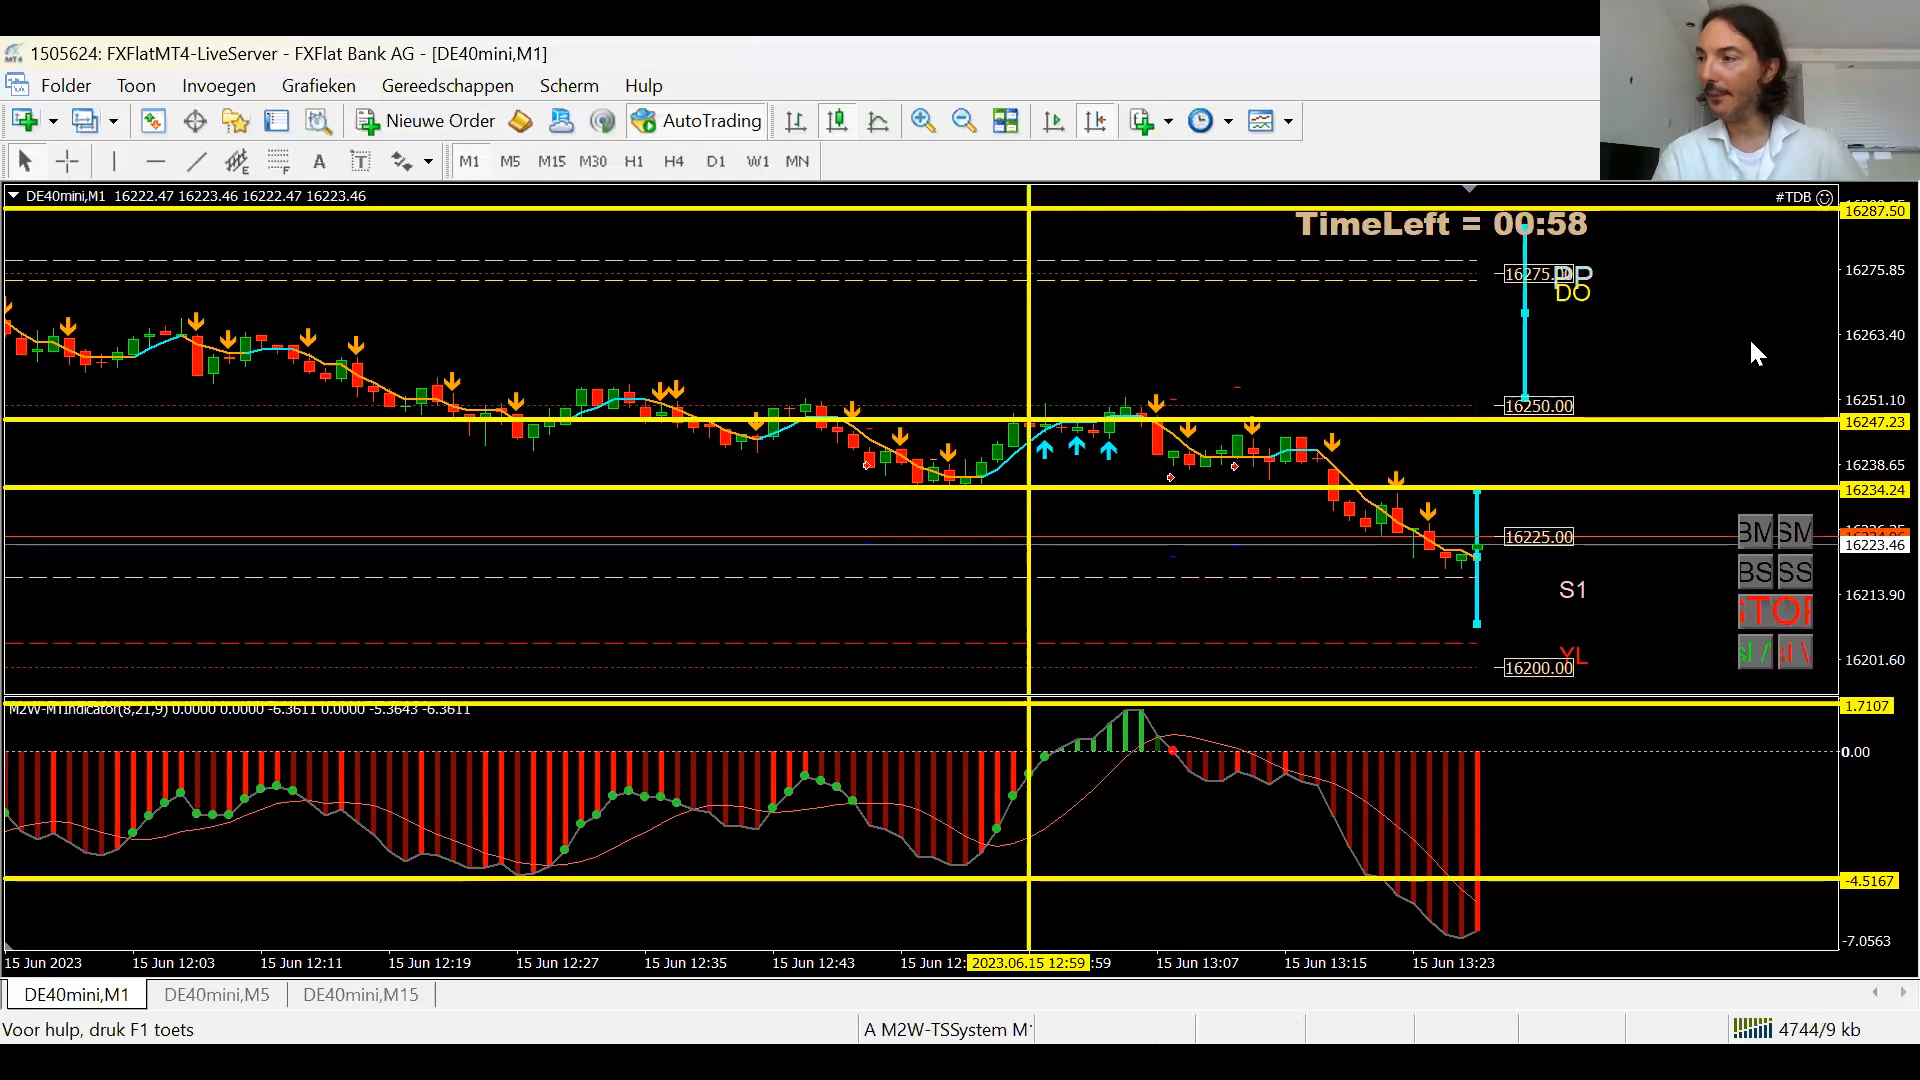 1505624: FXFlatMT4-LiveServer - FXFlat Bank AG - [DE40mini,M1]
Folder Toon Invoegen Grafieken Gereedschappen Scherm Hulp
Nieuwe Order AutoTrading
A T M1 M5 M15 M30 H1 H4 D1 W1 MN
DE40mini,M1 16222.47 16223.46 16222.47 16223.46
#TDB
16287.50
TimeLeft = 00:58
16275.00
PP
16275.85
DO
16263.40
16251.10
16250.00
16247.23
16238.65
16234.24
16225.00
BM SM
16223.46
BS SS
S1
16213.90
YL
16201.60
16200.00
M2W-MTIndicator(8,21,9) 0.0000 0.0000 -6.3611 0.0000 -5.3643 -6.3611
1.7107
0.00
-4.5167
-7.0563
15 Jun 2023 15 Jun 12:03 15 Jun 12:11 15 Jun 12:19 15 Jun 12:27 15 Jun 12:35 15 Jun 12:43 15 Jun 12: 2023.06.15 12:59 :59 15 Jun 13:07 15 Jun 13:15 15 Jun 13:23
DE40mini,M1 DE40mini,M5 DE40mini,M15
Voor hulp, druk F1 toets
A M2W-TSSystem M
4744/9 kb